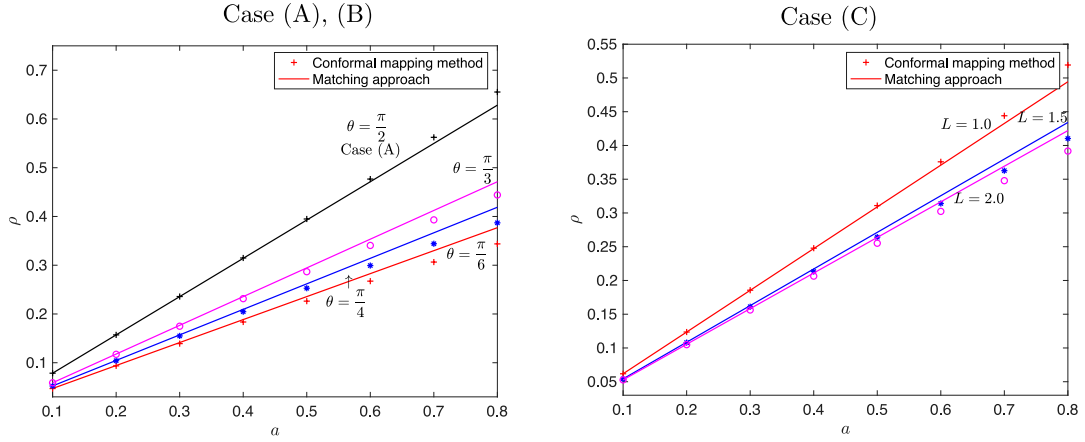 Case (A), (B)
+ Conformal mapping method
Matching approach
θ = π/2
Case (A)
θ = π/3
θ = π/6
θ = π/4
ρ
0.7
0.6
0.5
0.4
0.3
0.2
0.1
0.1 0.2 0.3 0.4 0.5 0.6 0.7 0.8
a
Case (C)
+ Conformal mapping method
Matching approach
L = 1.0
L = 1.5
L = 2.0
ρ
0.55
0.5
0.45
0.4
0.35
0.3
0.25
0.2
0.15
0.1
0.05
0.1 0.2 0.3 0.4 0.5 0.6 0.7 0.8
a